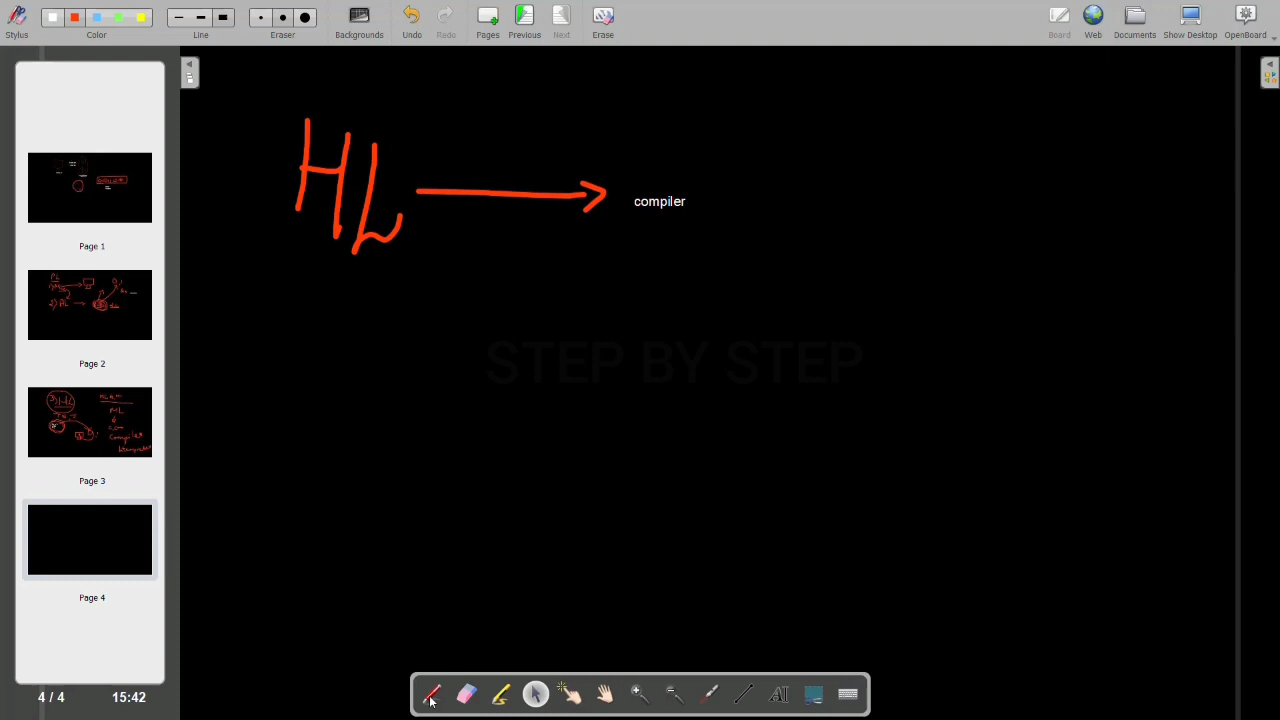 Stylus
Color
Line
Eraser
Backgrounds
Undo
Redo
Pages
Previous
Next
Erase
Board
Web
Documents
Show Desktop
OpenBoard
Page 1
Page 2
Page 3
Page 4
HL
compiler
STEP BY STEP
4 / 4
15:42
AI